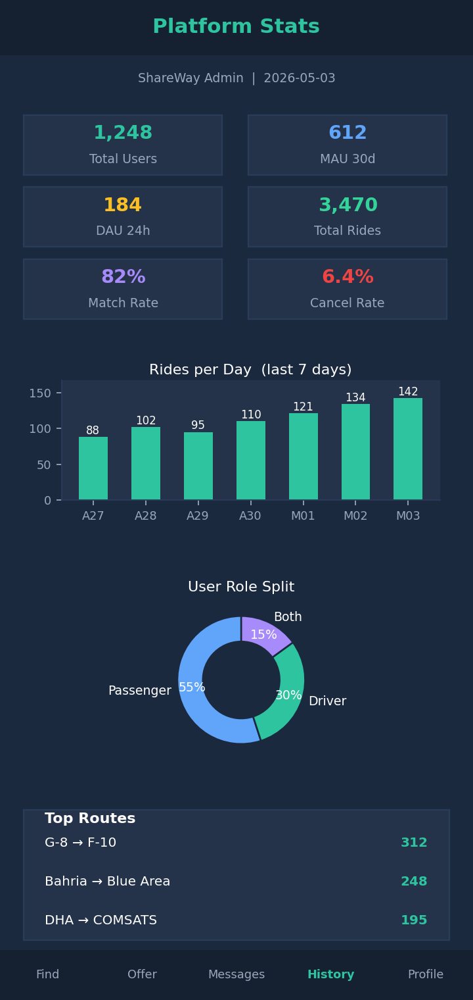 Platform Stats
ShareWay Admin | 2026-05-03
1,248
Total Users
612
MAU 30d
184
DAU 24h
3,470
Total Rides
82%
Match Rate
6.4%
Cancel Rate
Rides per Day (last 7 days)
150
100
50
0
88
102
95
110
121
134
142
A27 A28 A29 A30 M01 M02 M03
User Role Split
Both
15%
Passenger 55%
30% Driver
Top Routes
G-8 → F-10 312
Bahria → Blue Area 248
DHA → COMSATS 195
Find Offer Messages History Profile